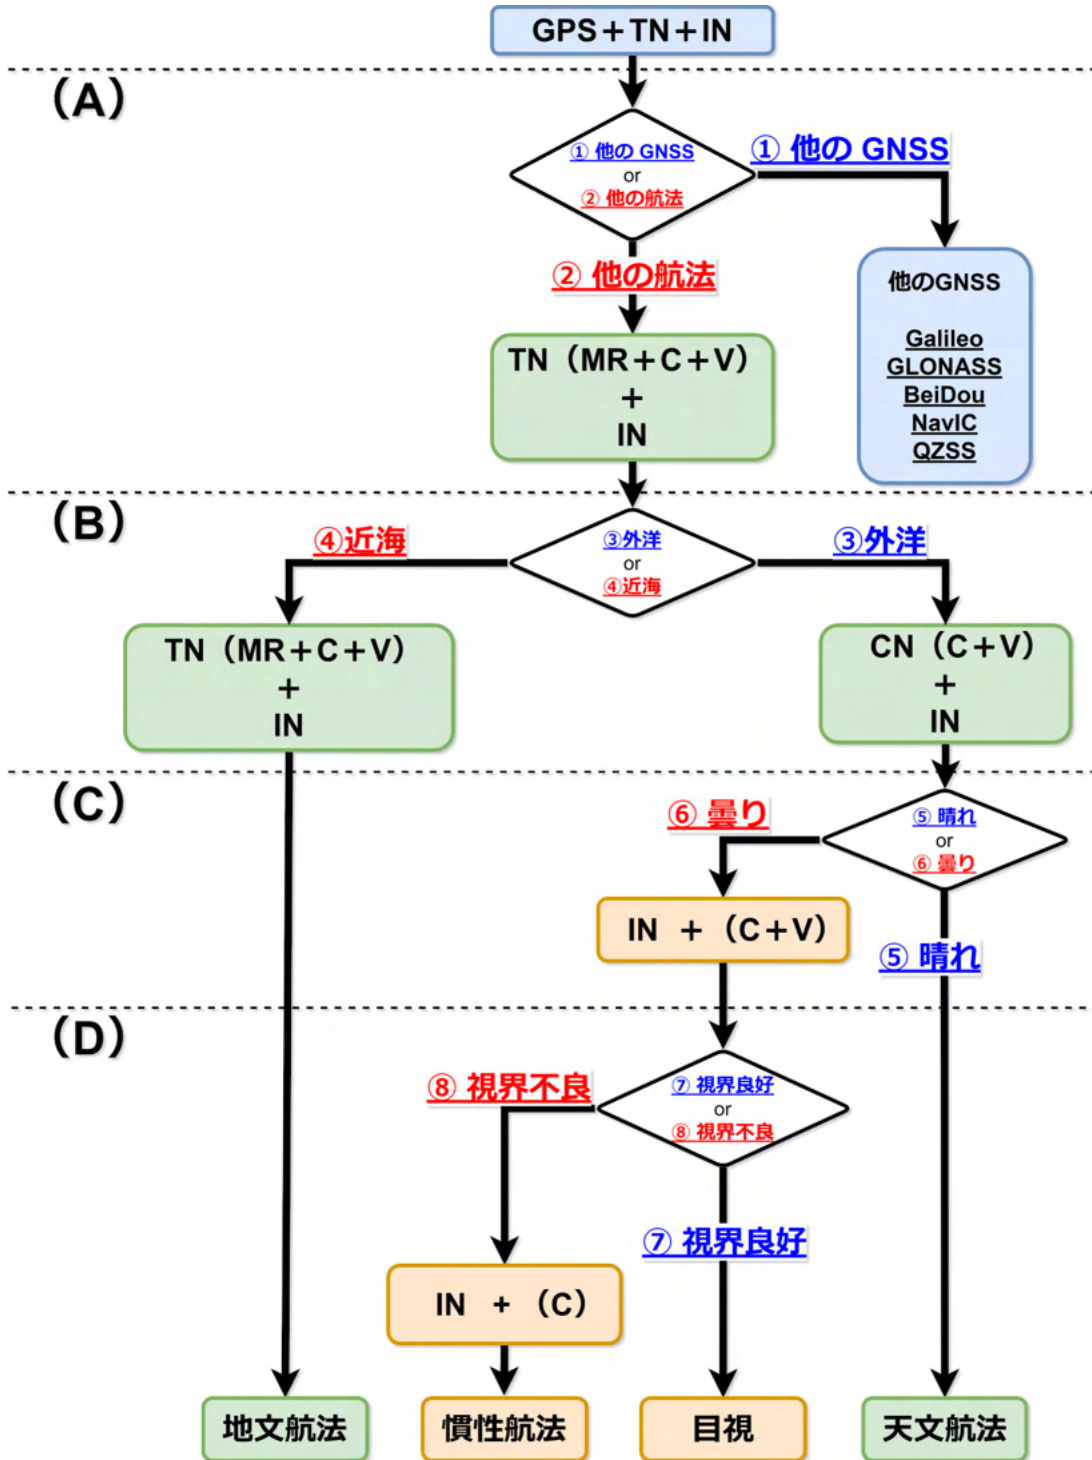 GPS＋TN＋IN
（A）
① 他の GNSS
or
② 他の航法
① 他の GNSS
② 他の航法
他のGNSS
Galileo
GLONASS
BeiDou
NavIC
QZSS
TN（MR＋C＋V）
＋
IN
（B）
④近海
③外洋
or
④近海
③外洋
TN（MR＋C＋V）
＋
IN
CN（C＋V）
＋
IN
（C）
⑥ 曇り
⑤ 晴れ
or
⑥ 曇り
IN ＋（C＋V）
⑤ 晴れ
（D）
⑧ 視界不良
⑦ 視界良好
or
⑧ 視界不良
⑦ 視界良好
IN ＋（C）
地文航法
慣性航法
目視
天文航法